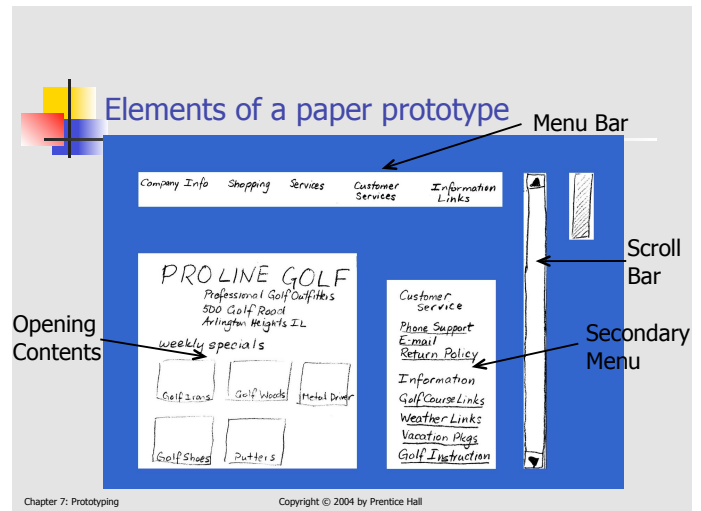 Elements of a paper prototype
Menu Bar
Company Info Shopping Services Customer Services Information Links
Scroll Bar
PRO LINE GOLF
Professional Golf Outfitters
500 Golf Road
Arlington Heights IL
weekly specials
Golf Irons Golf Woods Metal Driver
Golf Shoes Putters
Opening Contents
Customer
Service
Phone Support
E-mail
Return Policy
Information
Golf Course Links
Weather Links
Vacation Pkgs
Golf Instruction
Secondary Menu
Chapter 7: Prototyping Copyright © 2004 by Prentice Hall